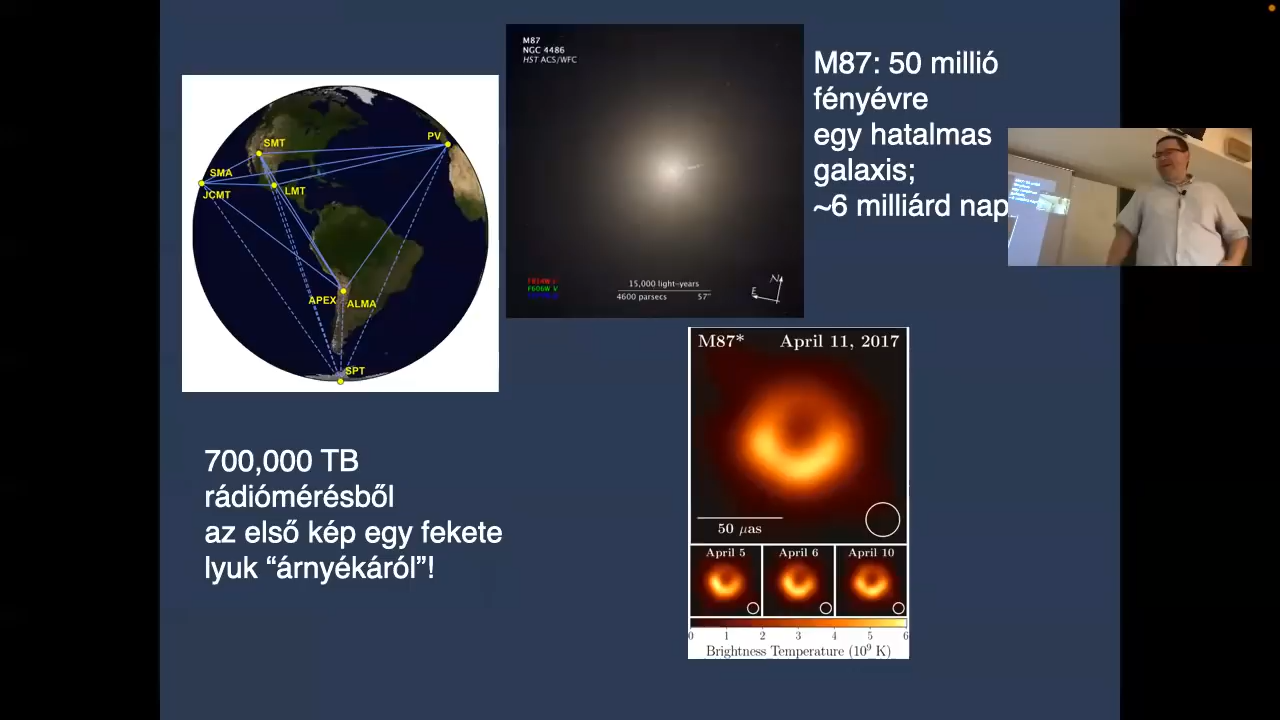 M87
NGC 4486
HST ACS/WFC
M87: 50 millió
fényévre
egy hatalmas
galaxis;
~6 milliárd nap
SMT
PV
SMA
JCMT
LMT
APEX
ALMA
SPT
F814W I
F606W V
15,000 light-years
4600 parsecs 57"
N
E
700,000 TB
rádiómérésből
az első kép egy fekete
lyuk “árnyékáról”!
M87* April 11, 2017
50 μas
April 5 April 6 April 10
0 1 2 3 4 5 6
Brightness Temperature (10⁹ K)